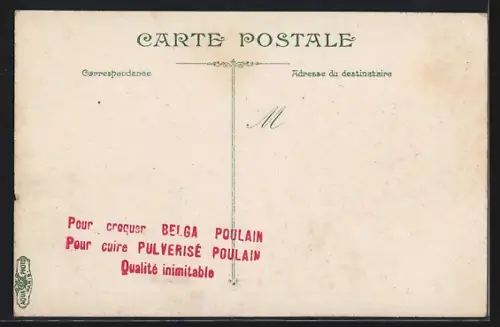 CARTE POSTALE
Correspondance
Adresse du destinataire
M
Pour croquer BELGA POULAIN
Pour cuire PULVERISÉ POULAIN
Qualité inimitable